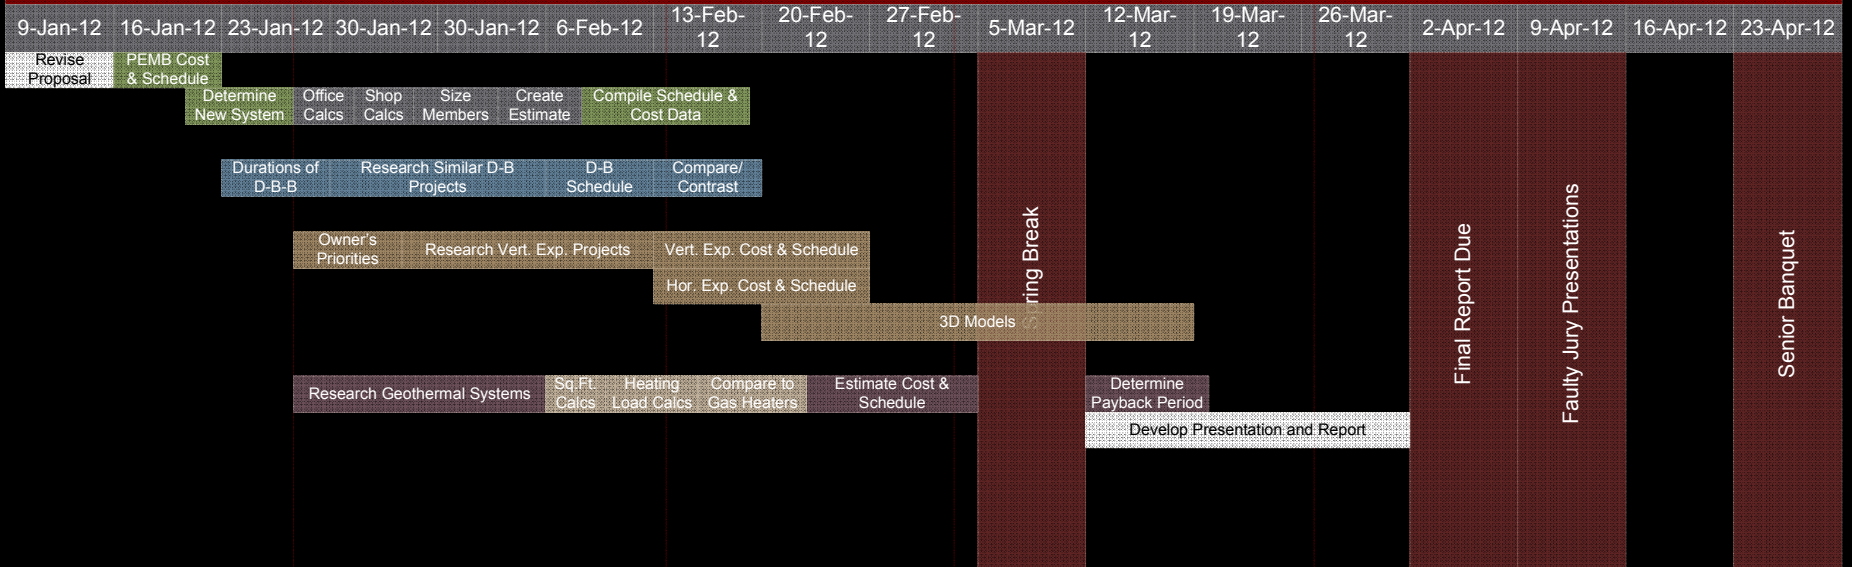 9-Jan-12
16-Jan-12
23-Jan-12
30-Jan-12
30-Jan-12
6-Feb-12
13-Feb-
12
20-Feb-
12
27-Feb-
12
5-Mar-12
12-Mar-
12
19-Mar-
12
26-Mar-
12
2-Apr-12
9-Apr-12
16-Apr-12
23-Apr-12
Revise
Proposal
PEMB Cost
& Schedule
Determine
New System
Office
Calcs
Shop
Calcs
Size
Members
Create
Estimate
Compile Schedule &
Cost Data
Durations of
D-B-B
Research Similar D-B
Projects
D-B
Schedule
Compare/
Contrast
Owner's
Priorities
Research Vert. Exp. Projects
Vert. Exp. Cost & Schedule
Hor. Exp. Cost & Schedule
3D Models
Spring Break
Research Geothermal Systems
Sq.Ft.
Calcs
Heating
Load Calcs
Compare to
Gas Heaters
Estimate Cost &
Schedule
Determine
Payback Period
Develop Presentation and Report
Final Report Due
Faulty Jury Presentations
Senior Banquet